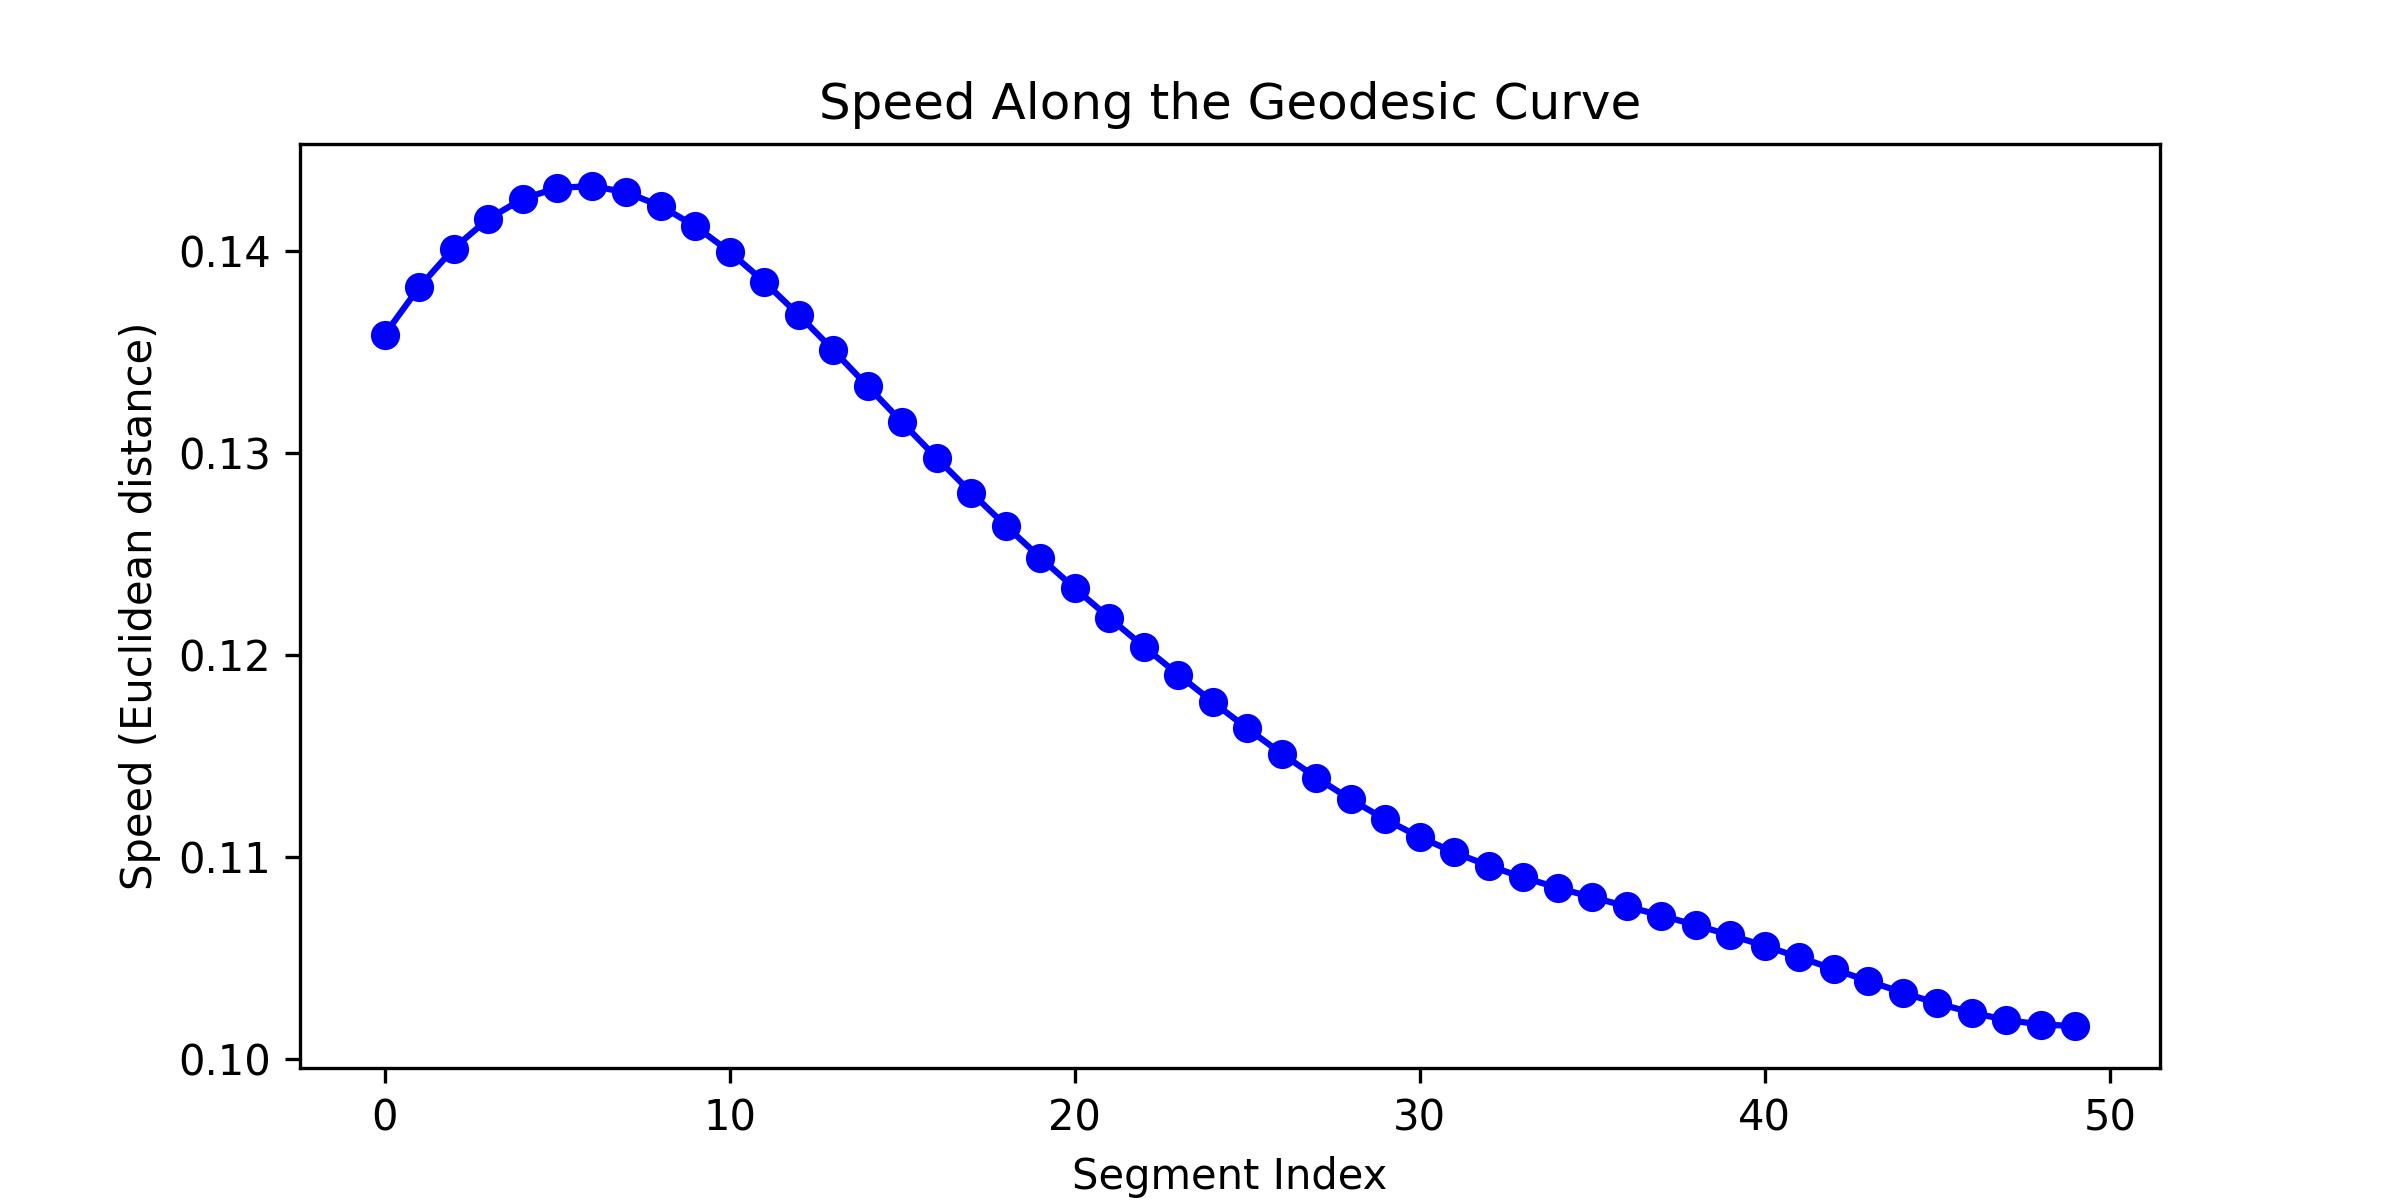 Speed Along the Geodesic Curve
Speed (Euclidean distance)
0.14
0.13
0.12
0.11
0.10
0 10 20 30 40 50
Segment Index